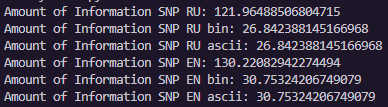 Amount of Information SNP RU: 121.96488506804715
Amount of Information SNP RU bin: 26.842388145166968
Amount of Information SNP RU ascii: 26.842388145166968
Amount of Information SNP EN: 130.22082942274494
Amount of Information SNP EN bin: 30.75324206749079
Amount of Information SNP EN ascii: 30.75324206749079